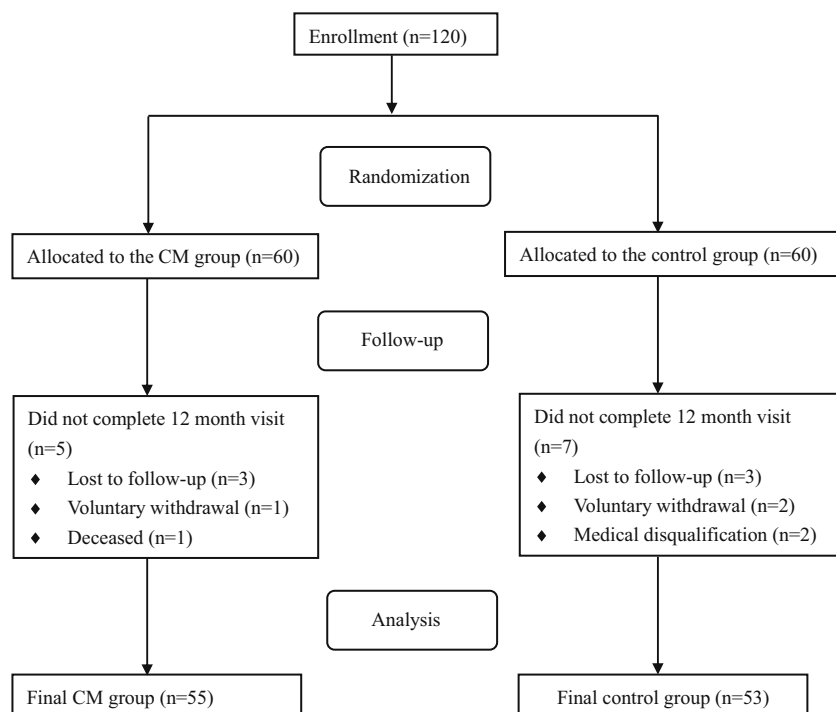 Enrollment (n=120)
Randomization
Allocated to the CM group (n=60)
Allocated to the control group (n=60)
Follow-up
Did not complete 12 month visit
(n=5)
♦ Lost to follow-up (n=3)
♦ Voluntary withdrawal (n=1)
♦ Deceased (n=1)
Did not complete 12 month visit
(n=7)
♦ Lost to follow-up (n=3)
♦ Voluntary withdrawal (n=2)
♦ Medical disqualification (n=2)
Analysis
Final CM group (n=55)
Final control group (n=53)